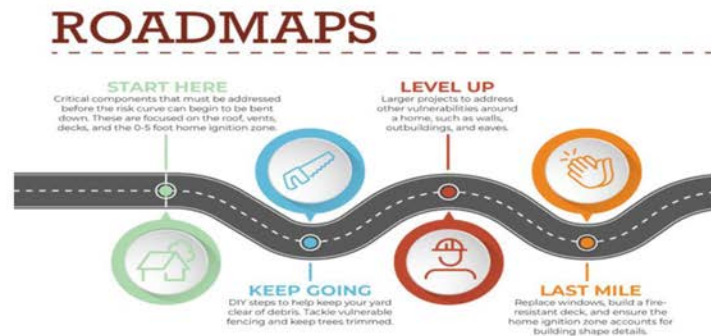 ROADMAPS
START HERE
Critical components that must be addressed
before the risk curve can begin to be bent
down. These are focused on the roof, vents,
decks, and the 0-5 foot home ignition zone.
LEVEL UP
Larger projects to address
other vulnerabilities around
a home, such as walls,
outbuildings, and eaves.
KEEP GOING
DIY steps to help keep your yard
clear of debris. Tackle vulnerable
fencing and keep trees trimmed.
LAST MILE
Replace windows, build a fire-
resistant deck, and ensure the
home ignition zone accounts for
building shape details.